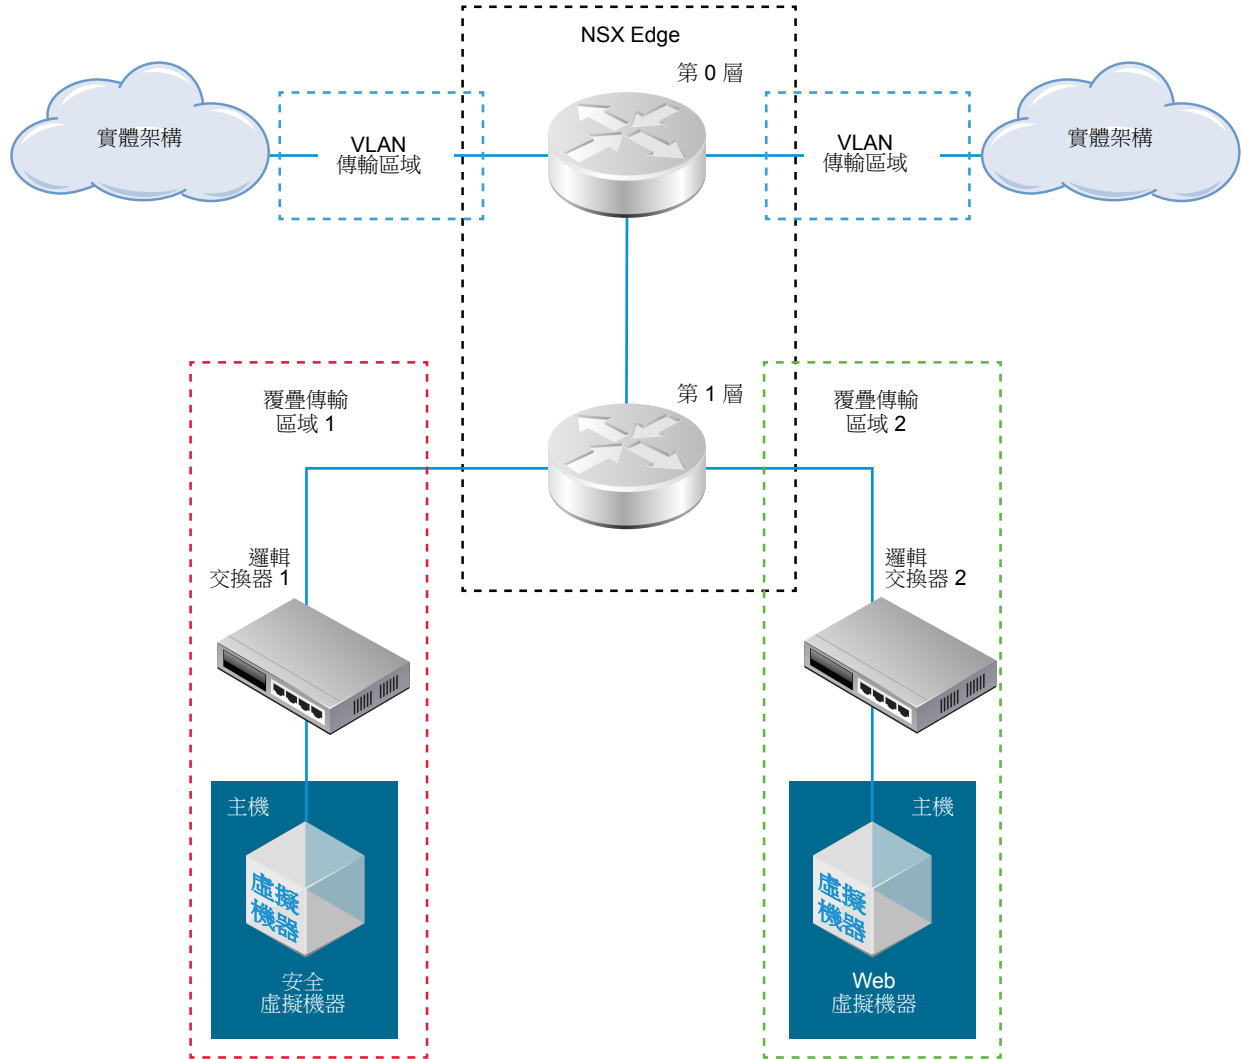 NSX Edge
第 0 層
實體架構
VLAN
傳輸區域
VLAN
傳輸區域
實體架構
第 1 層
覆疊傳輸
區域 1
覆疊傳輸
區域 2
邏輯
交換器 1
邏輯
交換器 2
主機
虛擬
機器
安全
虛擬機器
主機
虛擬
機器
Web
虛擬機器